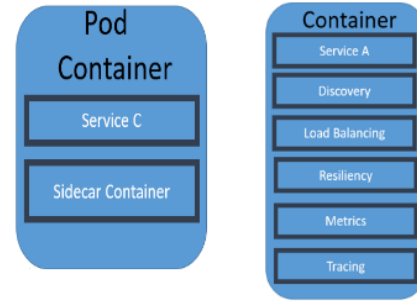 Pod
Container
Service C
Sidecar Container
Container
Service A
Discovery
Load Balancing
Resiliency
Metrics
Tracing